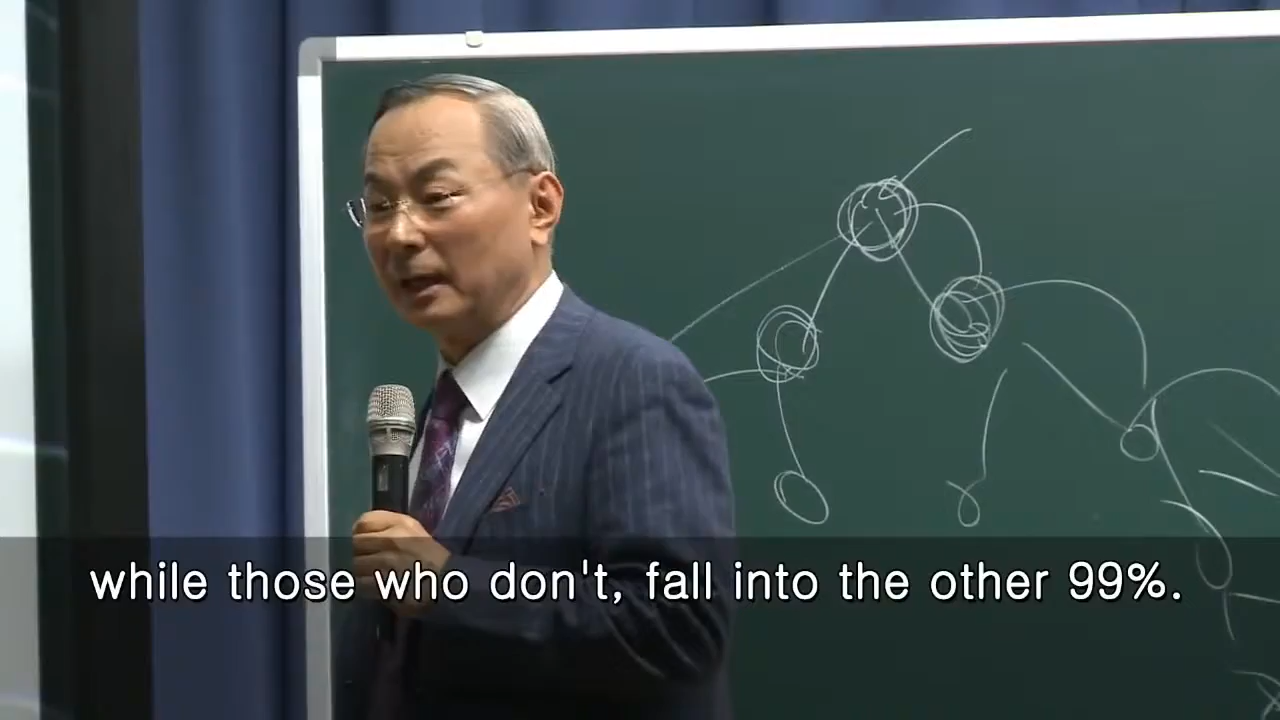 while those who don't, fall into the other 99%.